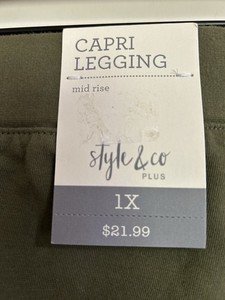 CAPRI
LEGGING
mid rise
style & co
PLUS
1X
$21.99